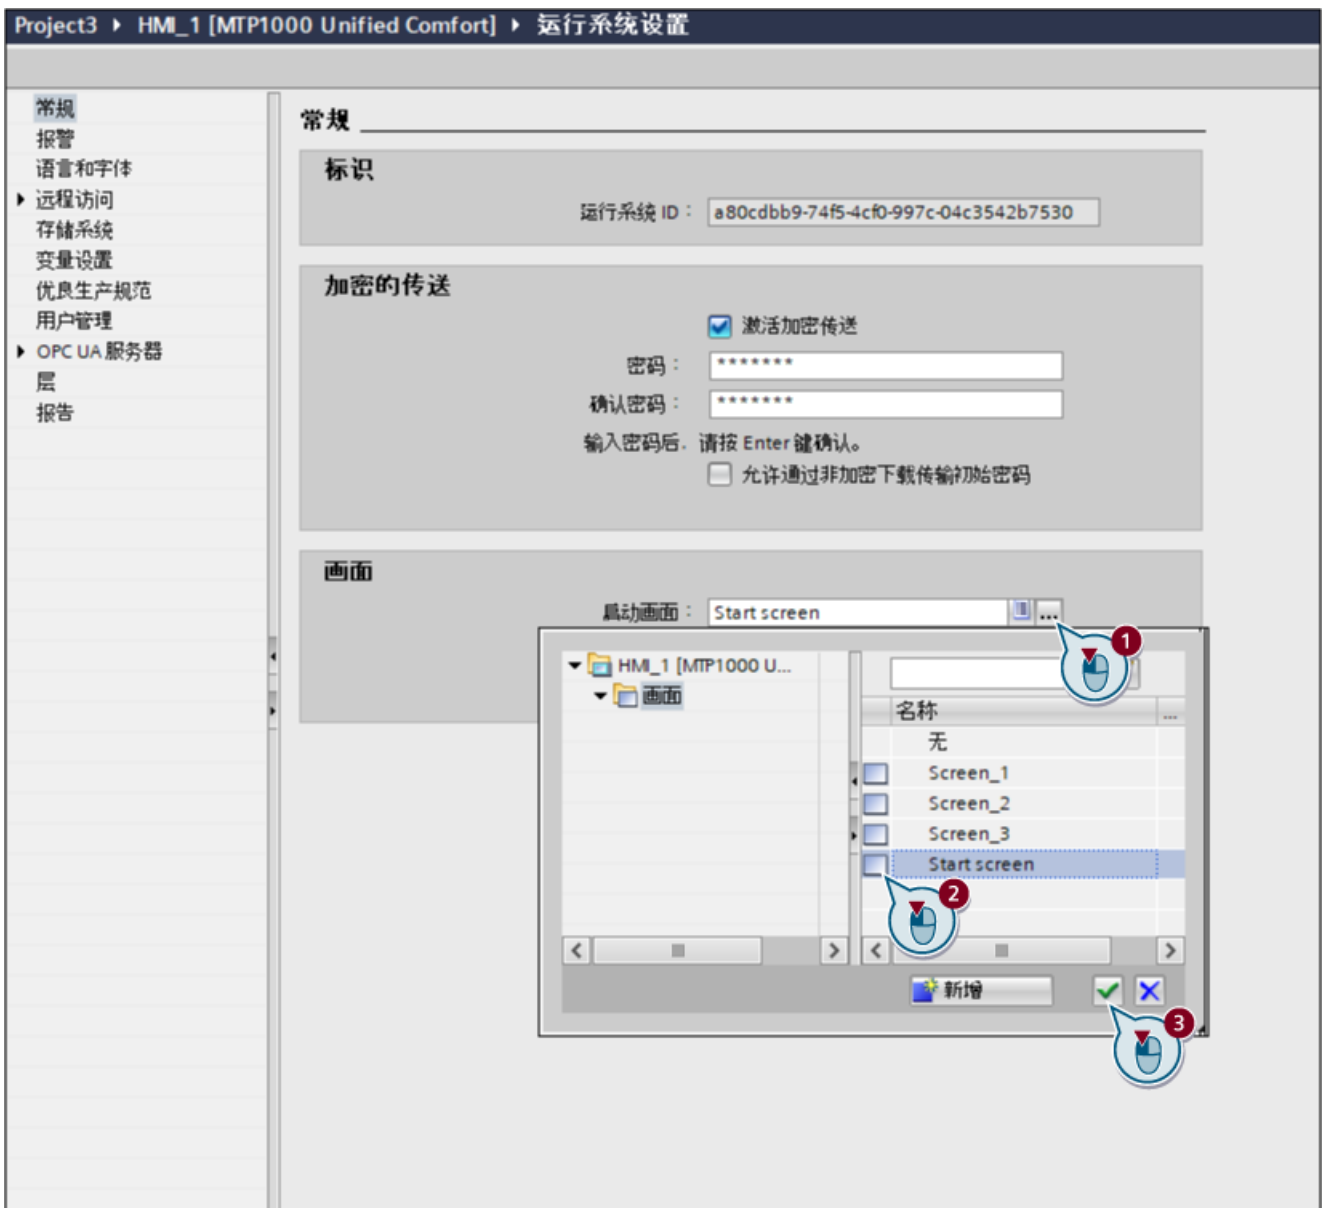 Project3 ▸ HMI_1 [MTP1000 Unified Comfort] ▸ 运行系统设置
常规
报警
语言和字体
远程访问
存储系统
变量设置
优良生产规范
用户管理
OPC UA 服务器
层
报告
常规
标识
运行系统 ID： a80cdbb9-74f5-4cf0-997c-04c3542b7530
加密的传送
激活加密传送
密码： *******
确认密码： *******
输入密码后，请按 Enter 键确认。
允许通过非加密下载传输初始密码
画面
启动画面： Start screen ...
1
HMI_1 [MTP1000 U...
画面
名称 ...
无
Screen_1
Screen_2
Screen_3
Start screen
2
新增
3